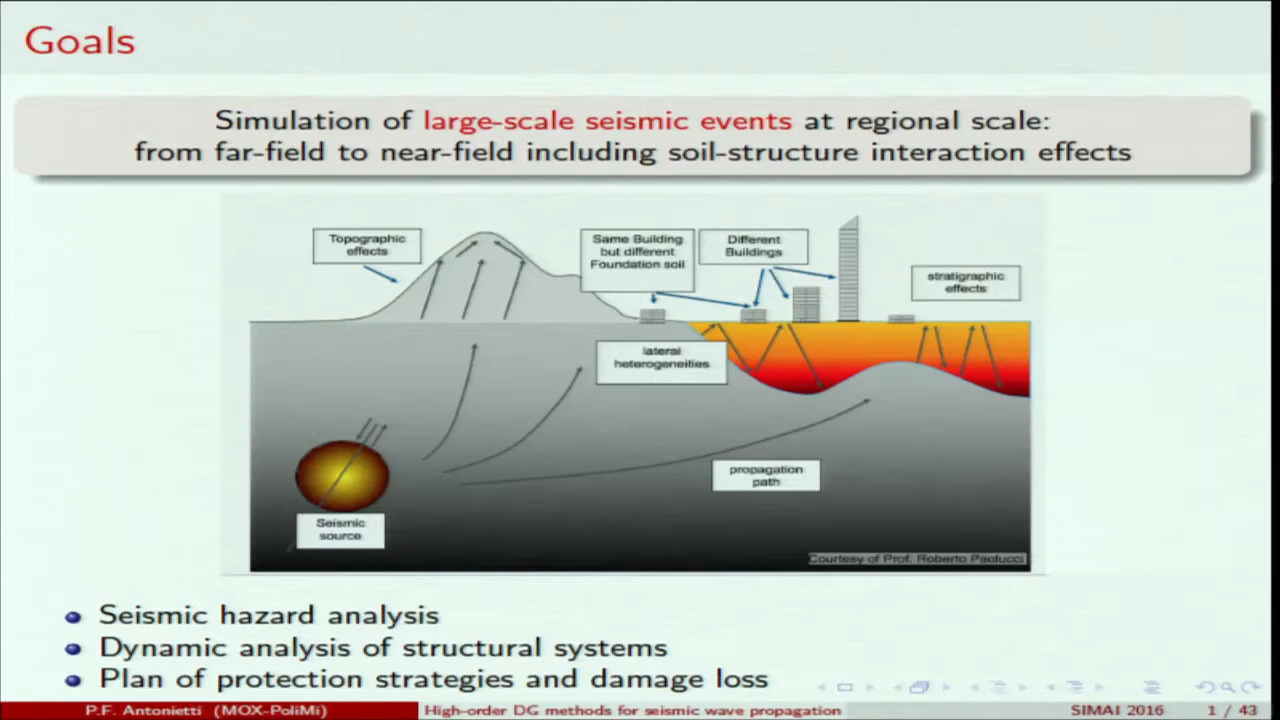 Goals
Simulation of large-scale seismic events at regional scale:
from far-field to near-field including soil-structure interaction effects
Topographic
effects
Same Building
but different
Foundation soil
Different
Buildings
stratigraphic
effects
lateral
heterogeneities
propagation
path
Seismic
source
Courtesy of Prof. Roberto Paolucci
Seismic hazard analysis
Dynamic analysis of structural systems
Plan of protection strategies and damage loss
P.F. Antonietti (MOX-PoliMi)
High-order DG methods for seismic wave propagation
SIMAI 2016
1 / 43